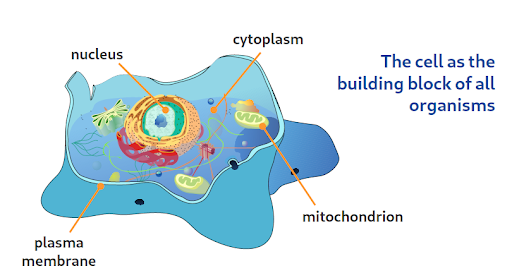 cytoplasm
nucleus
The cell as the
building block of all
organisms
mitochondrion
plasma
membrane